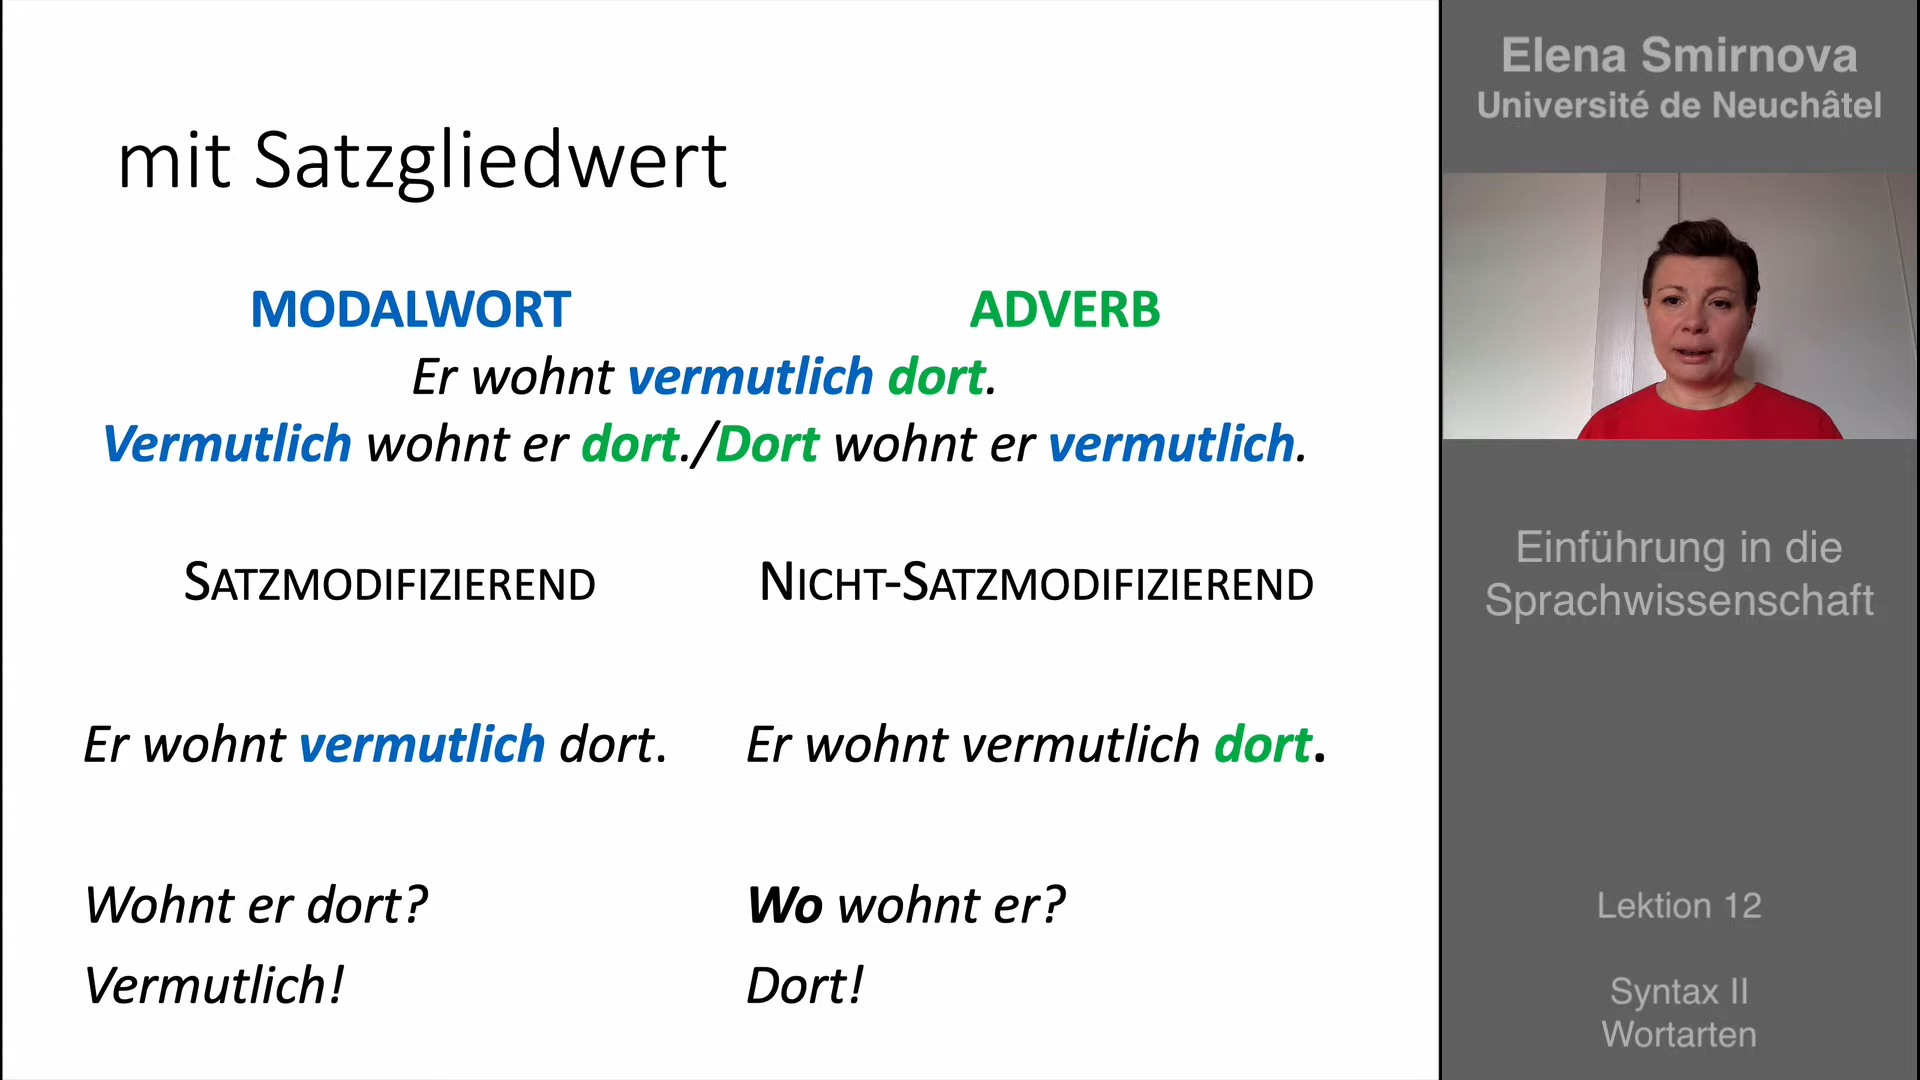 mit Satzgliedwert
MODALWORT ADVERB
Er wohnt vermutlich dort.
Vermutlich wohnt er dort./Dort wohnt er vermutlich.
SATZMODIFIZIEREND NICHT-SATZMODIFIZIEREND
Er wohnt vermutlich dort. Er wohnt vermutlich dort.
Wohnt er dort? Wo wohnt er?
Vermutlich! Dort!
Elena Smirnova
Université de Neuchâtel
Einführung in die
Sprachwissenschaft
Lektion 12
Syntax II
Wortarten